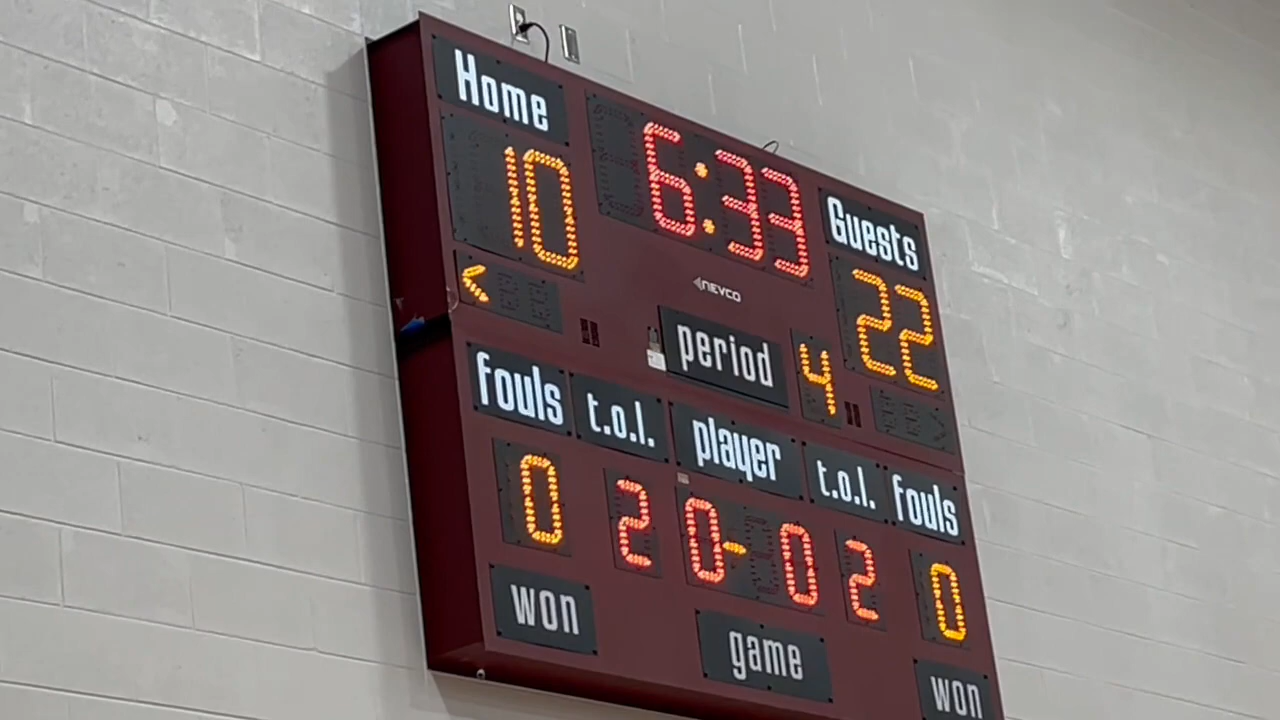 Home 6:33 Guests
10 22
<
NEVCO
period 4
fouls t.o.l. player t.o.l. fouls
0 2 0- 0 2 0
won game won